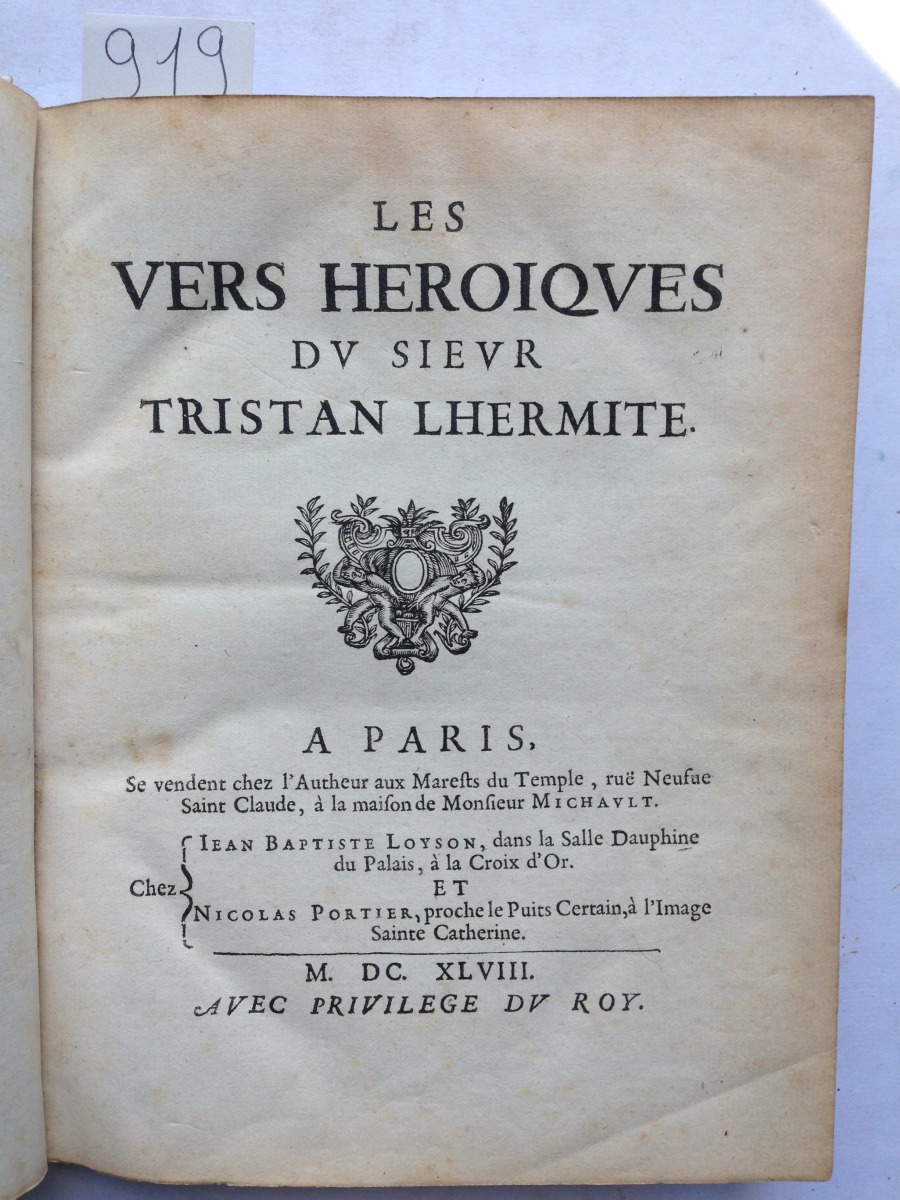 919
LES
VERS HEROIQVES
DV SIEVR
TRISTAN LHERMITE.
A PARIS,
Se vendent chez l'Autheur aux Mareſts du Temple, ruë Neufue
Saint Claude, à la maiſon de Monſieur MICHAVLT.
IEAN BAPTISTE LOYSON, dans la Salle Dauphine
du Palais, à la Croix d'Or.
Chez
ET
NICOLAS PORTIER, proche le Puits Certain, à l'Image
Sainte Catherine.
M. DC. XLVIII.
AVEC PRIVILEGE DV ROY.